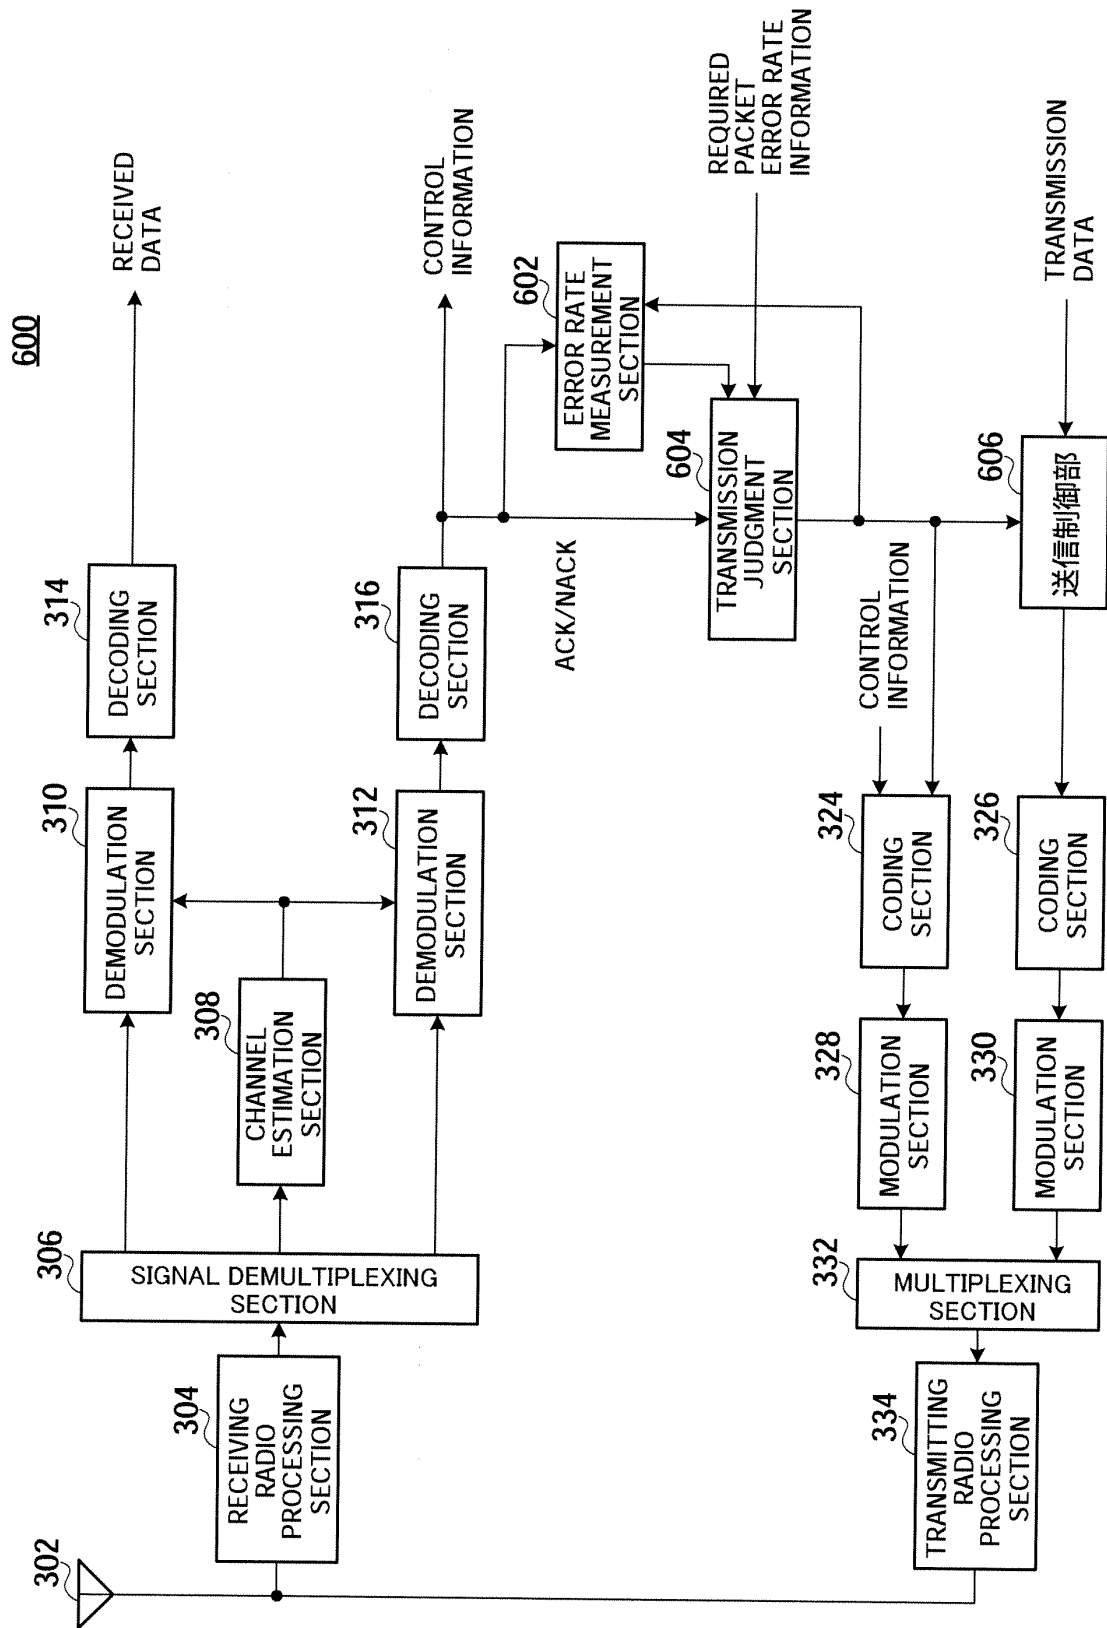 600
302
304
RECEIVING
RADIO
PROCESSING
SECTION
306
SIGNAL DEMULTIPLEXING
SECTION
308
CHANNEL
ESTIMATION
SECTION
310
DEMODULATION
SECTION
314
DECODING
SECTION
RECEIVED
DATA
312
DEMODULATION
SECTION
316
DECODING
SECTION
CONTROL
INFORMATION
ACK/NACK
602
ERROR RATE
MEASUREMENT
SECTION
604
TRANSMISSION
JUDGMENT
SECTION
REQUIRED
PACKET
ERROR RATE
INFORMATION
334
TRANSMITTING
RADIO
PROCESSING
SECTION
332
MULTIPLEXING
SECTION
328
MODULATION
SECTION
324
CODING
SECTION
CONTROL
INFORMATION
330
MODULATION
SECTION
326
CODING
SECTION
606
送信制御部
TRANSMISSION
DATA